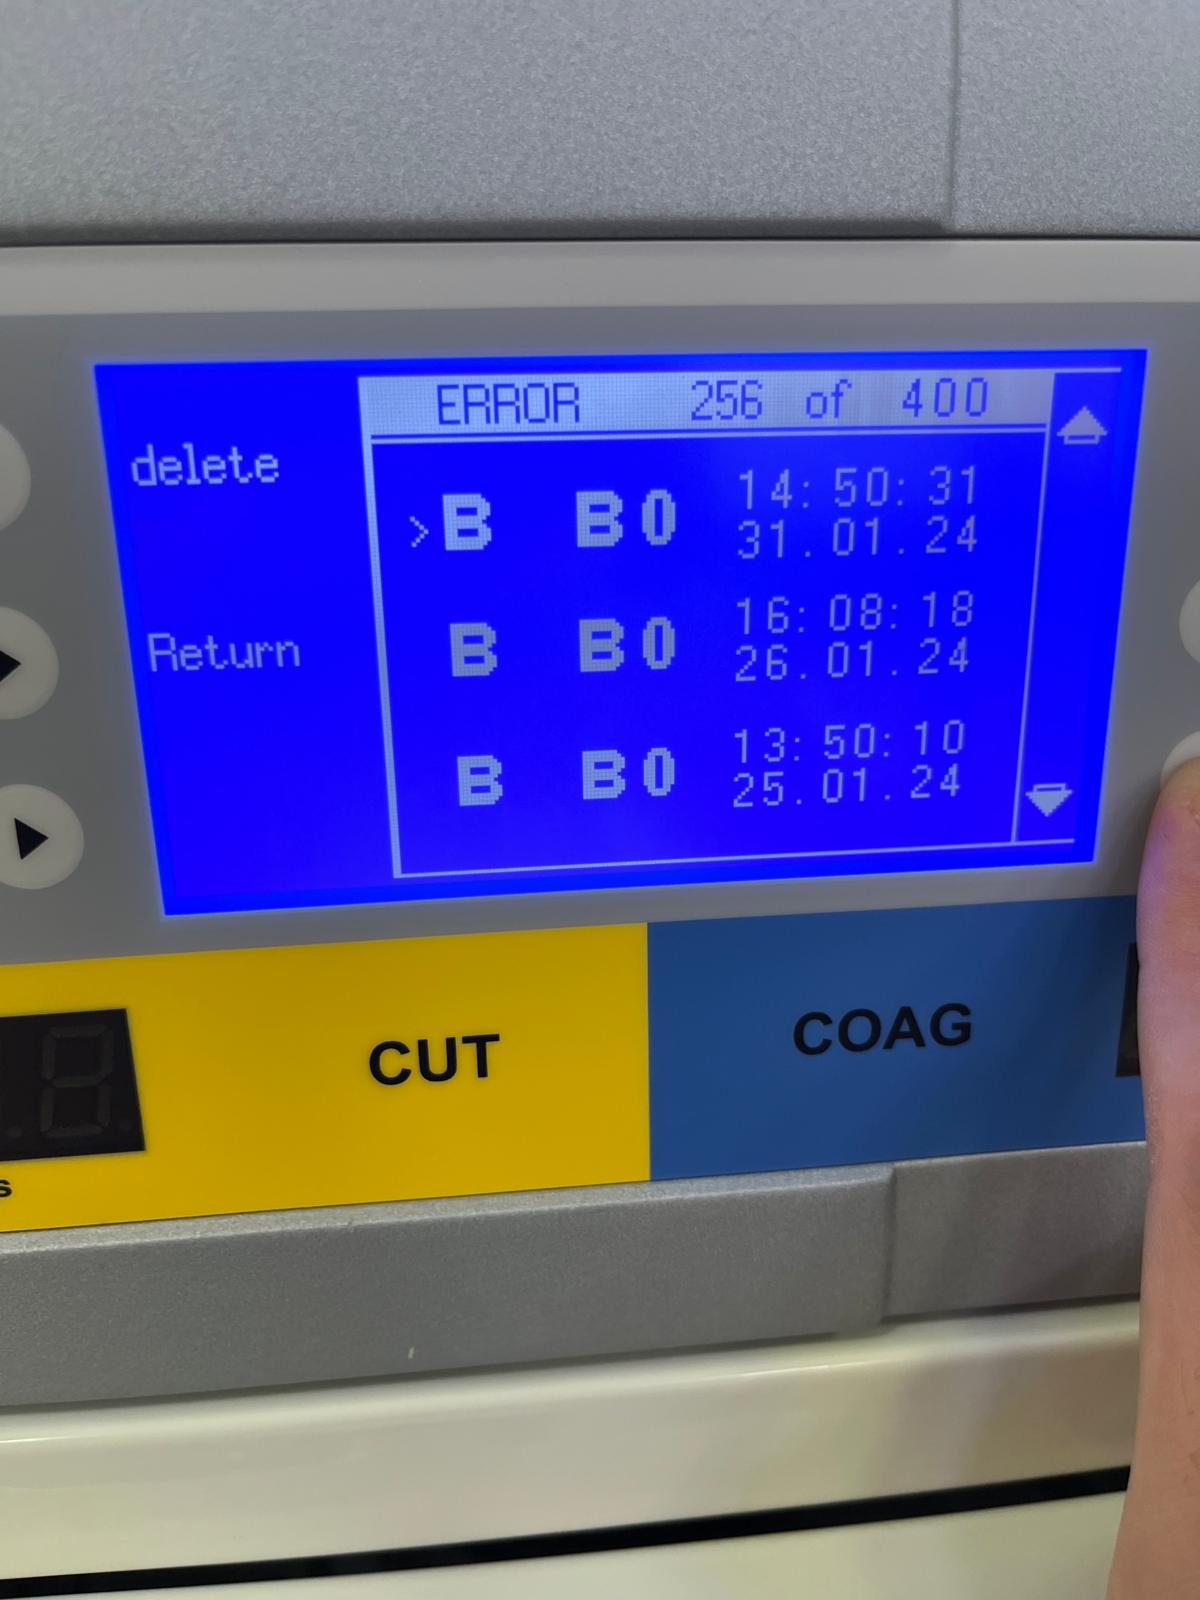 ERROR 256 of 400
delete
>B B0 14:50:31
31.01.24
Return
B B0 16:08:18
26.01.24
B B0 13:50:10
25.01.24
CUT
COAG